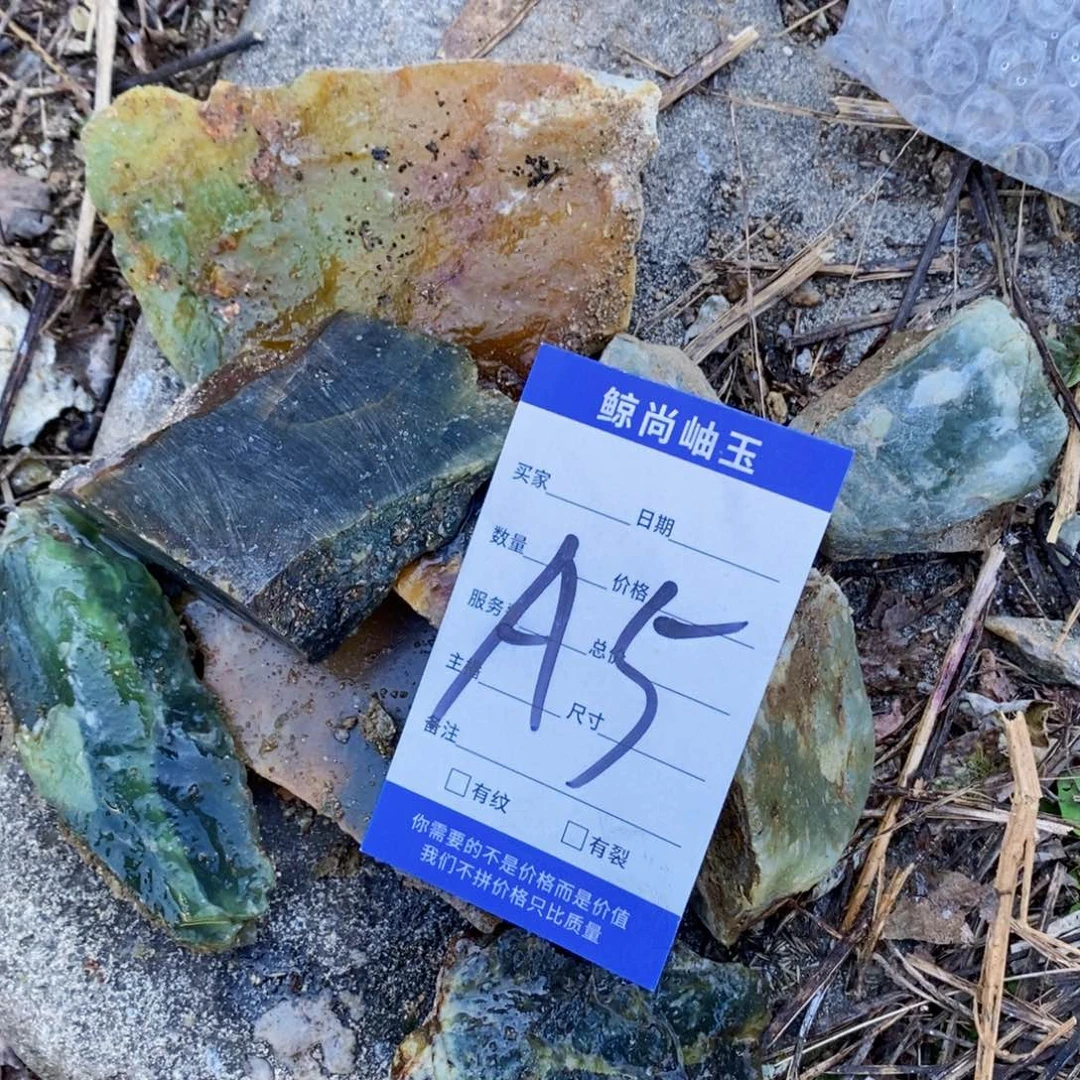 鲸尚岫玉
买家 日期
数量 价格
服务 总
主 尺寸
备注
A5
有纹 有裂
你需要的不是价格而是价值
我们不拼价格只比质量